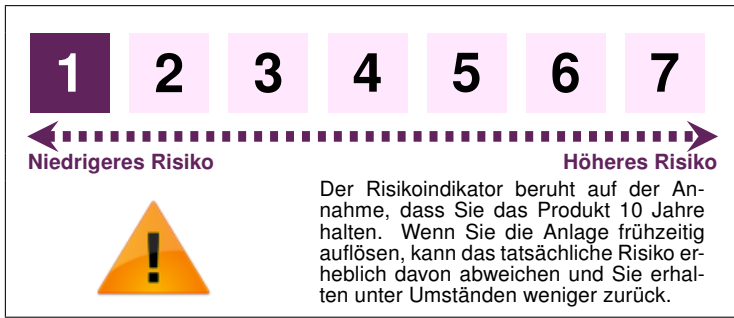 1 2 3 4 5 6 7
Niedrigeres Risiko Höheres Risiko
Der Risikoindikator beruht auf der An-
nahme, dass Sie das Produkt 10 Jahre
halten. Wenn Sie die Anlage frühzeitig
auflösen, kann das tatsächliche Risiko er-
heblich davon abweichen und Sie erhal-
ten unter Umständen weniger zurück.